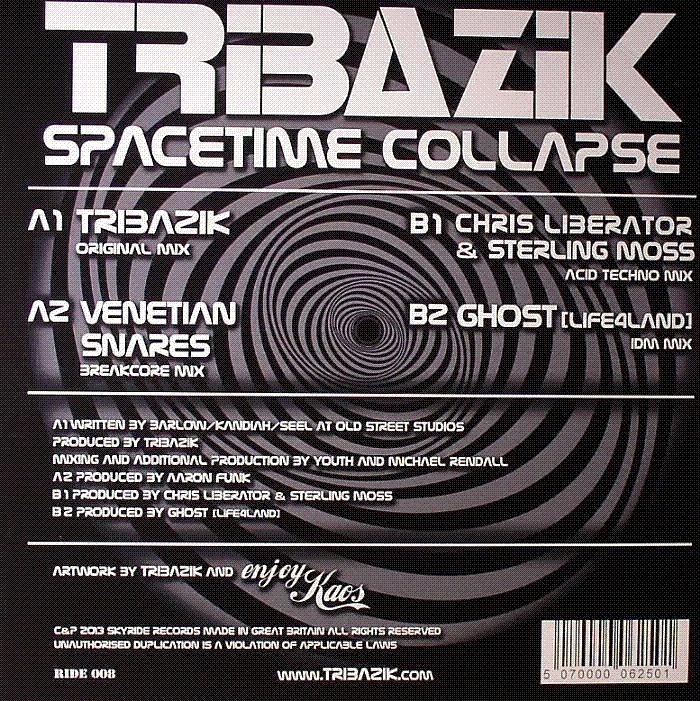 TRIBAZIK
SPACETIME COLLAPSE
A1 TRIBAZIK
ORIGINAL MIX
A2 VENETIAN
SNARES
BREAKCORE MIX
B1 CHRIS LIBERATOR
& STERLING MOSS
ACID TECHNO MIX
B2 GHOST [LIFE4LAND]
IDM MIX
A1 WRITTEN BY BARLOW/KANDIAH/SEEL AT OLD STREET STUDIOS
PRODUCED BY TRIBAZIK
MIXING AND ADDITIONAL PRODUCTION BY YOUTH AND MICHAEL RENDALL
A2 PRODUCED BY AARON FUNK
B1 PRODUCED BY CHRIS LIBERATOR & STERLING MOSS
B2 PRODUCED BY GHOST [LIFE4LAND]
ARTWORK BY TRIBAZIK AND enjoy Kaos
C&P 2013 SKYRIDE RECORDS MADE IN GREAT BRITAIN ALL RIGHTS RESERVED
UNAUTHORISED DUPLICATION IS A VIOLATION OF APPLICABLE LAWS
RIDE 008
WWW.TRIBAZIK.COM
5 070000 062501